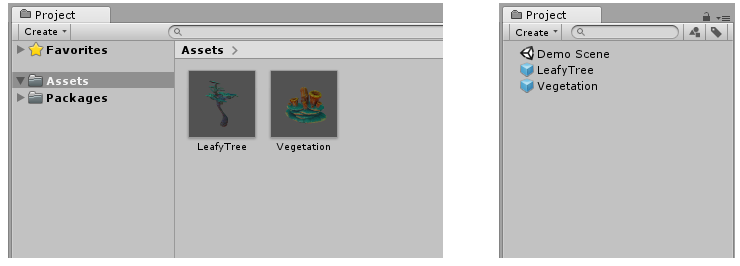 Project
Create
Favorites
Assets
Packages
Assets >
LeafyTree
Vegetation
Project
Create
Demo Scene
LeafyTree
Vegetation